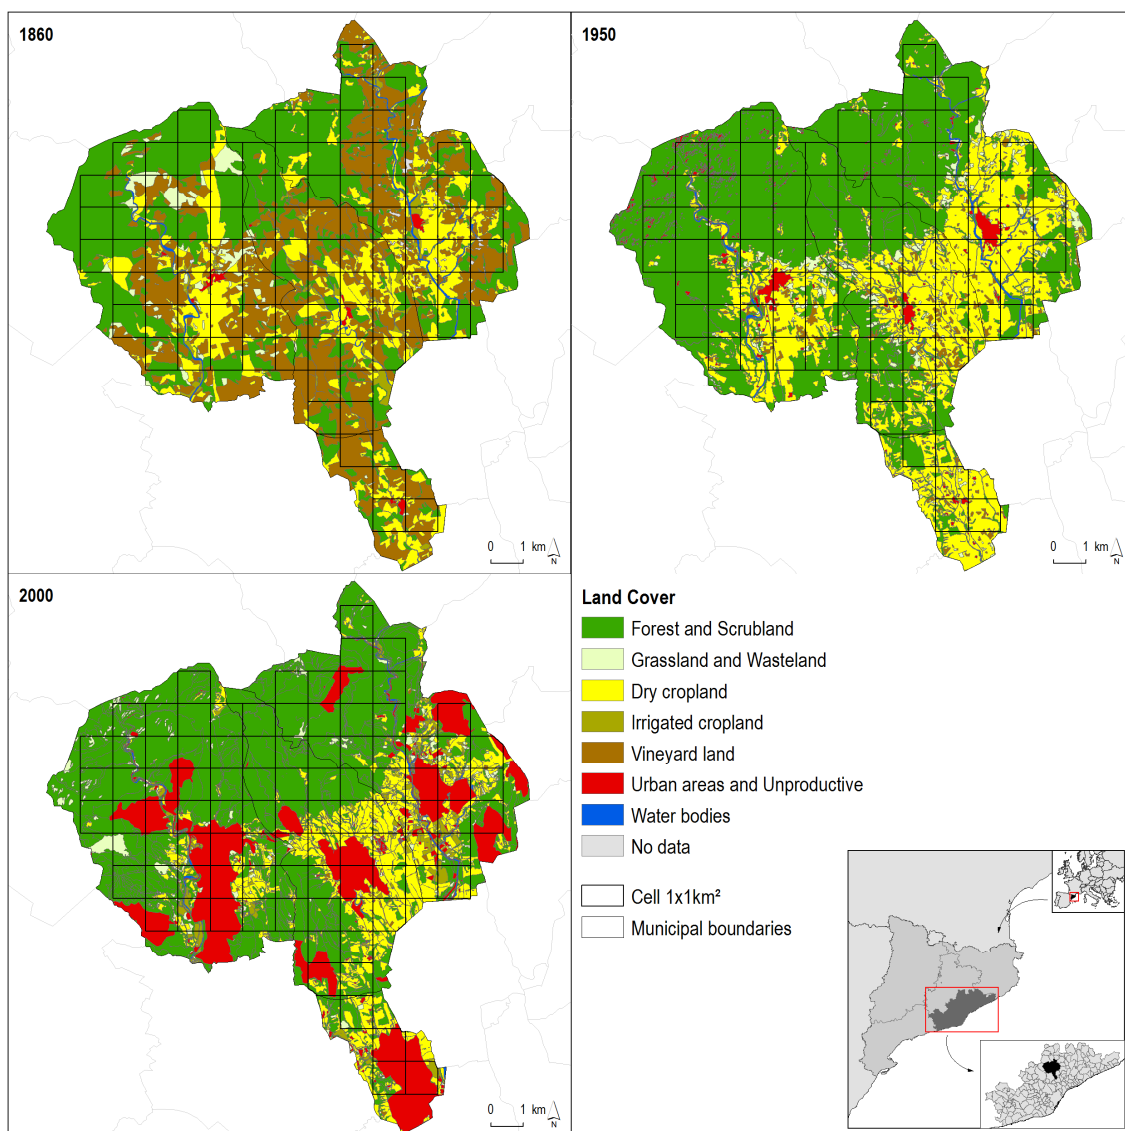 1860
1950
0 1 km
N
0 1 km
N
2000
Land Cover
Forest and Scrubland
Grassland and Wasteland
Dry cropland
Irrigated cropland
Vineyard land
Urban areas and Unproductive
Water bodies
No data
Cell 1x1km²
Municipal boundaries
0 1 km
N